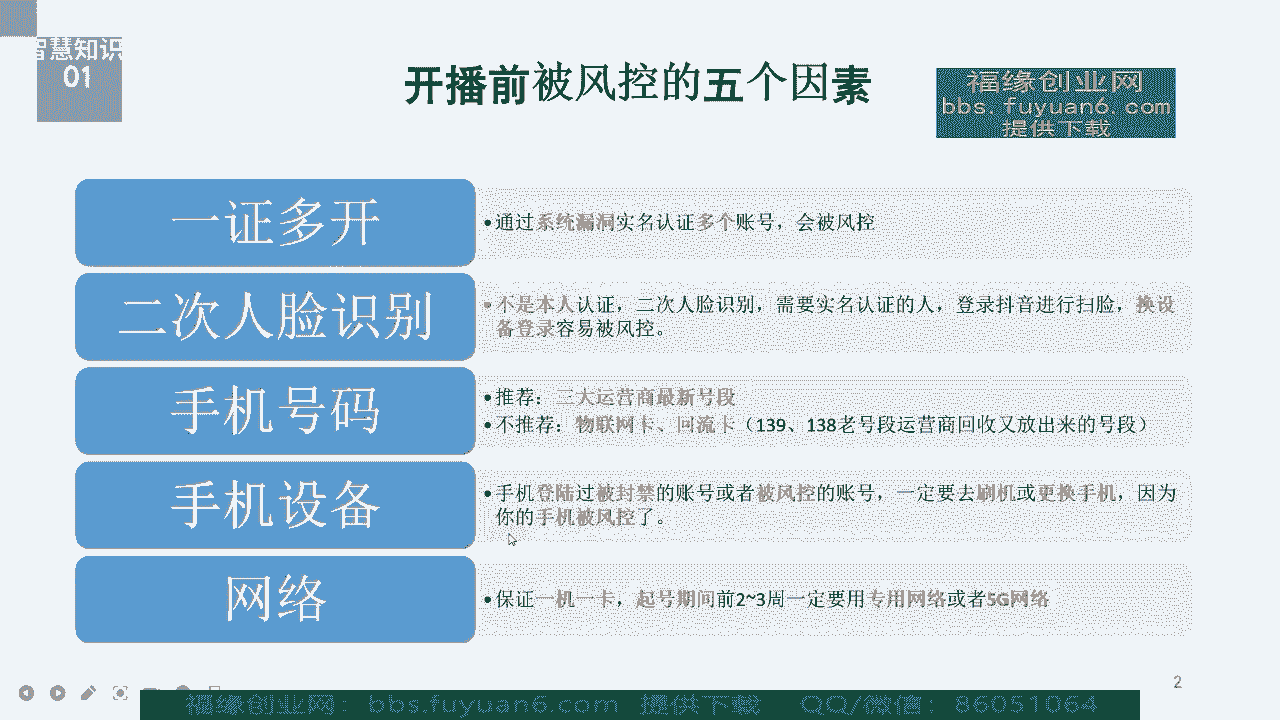 智慧知识
01
开播前被风控的五个因素
福缘创业网
bbs.fuyuan6.com
提供下载
一证多开
•通过系统漏洞实名认证多个账号，会被风控
二次人脸识别
•不是本人认证，二次人脸识别，需要实名认证的人，登录抖音进行扫脸，换设
备登录容易被风控。
手机号码
•推荐：三大运营商最新号段
•不推荐：物联网卡、回流卡（139、138老号段运营商回收又放出来的号段）
手机设备
•手机登陆过被封禁的账号或者被风控的账号，一定要去刷机或更换手机，因为
你的手机被风控了。
网络
•保证一机一卡，起号期间前2~3周一定要用专用网络或者5G网络
2
福缘创业网：bbs.fuyuan6.com 提供下载 QQ/微信：86051064